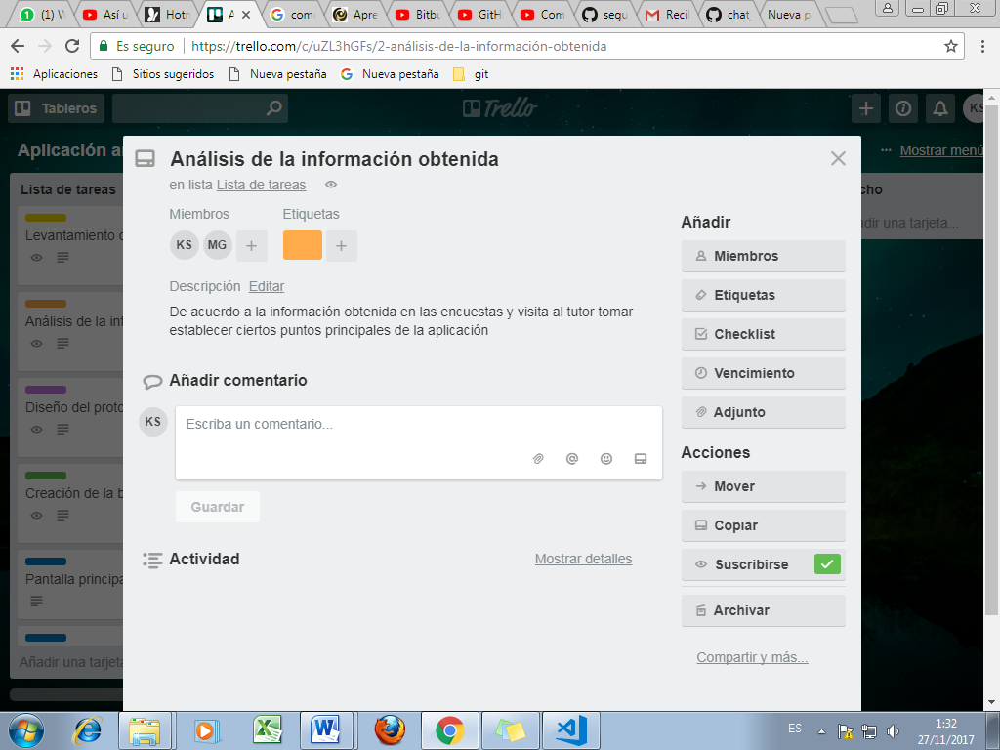 (1) W
Así u
Hotm
A
com
Apre
Bitbu
GitH
Com
segu
Recil
chat
Nueva p
Es seguro
https://trello.com/c/uZL3hGFs/2-análisis-de-la-información-obtenida
Aplicaciones
Sitios sugeridos
Nueva pestaña
Nueva pestaña
git
Tableros
Trello
KS
Aplicación a
... Mostrar menú
Lista de tareas
Levantamiento d
Análisis de la inf
Diseño del proto
Creación de la b
Pantalla principa
Añadir una tarjeta
cho
dir una tarjeta...
Análisis de la información obtenida
en lista Lista de tareas
Miembros
Etiquetas
KS
MG
Descripción Editar
De acuerdo a la información obtenida en las encuestas y visita al tutor tomar
establecer ciertos puntos principales de la aplicación
Añadir comentario
KS
Escriba un comentario...
@
Guardar
Actividad
Mostrar detalles
Añadir
Miembros
Etiquetas
Checklist
Vencimiento
Adjunto
Acciones
Mover
Copiar
Suscribirse
Archivar
Compartir y más...
ES
1:32
27/11/2017